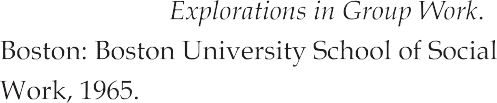 Explorations in Group Work.
Boston: Boston University School of Social
Work, 1965.